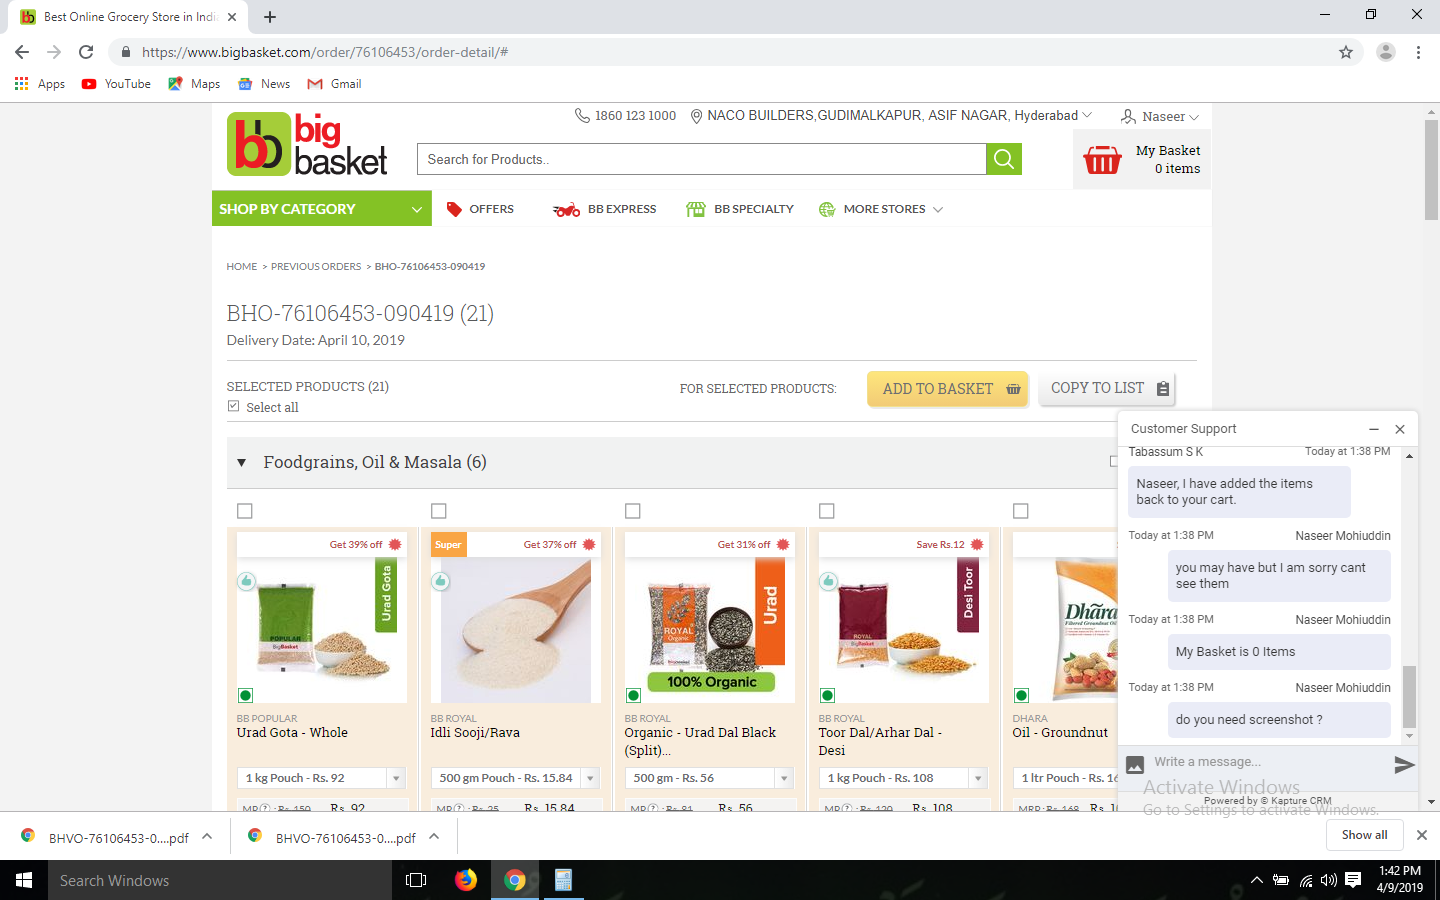 Best Online Grocery Store in Indi
https://www.bigbasket.com/order/76106453/order-detail/#
Apps YouTube Maps News Gmail
bb big basket
1860 123 1000 NACO BUILDERS,GUDIMALKAPUR, ASIF NAGAR, Hyderabad Naseer
Search for Products..
My Basket
0 items
SHOP BY CATEGORY OFFERS BB EXPRESS BB SPECIALTY MORE STORES
HOME > PREVIOUS ORDERS > BHO-76106453-090419
BHO-76106453-090419 (21)
Delivery Date: April 10, 2019
SELECTED PRODUCTS (21)
Select all
FOR SELECTED PRODUCTS: ADD TO BASKET COPY TO LIST
Foodgrains, Oil & Masala (6)
Get 39% off
Urad Gota
POPULAR
BigBasket
BB POPULAR
Urad Gota - Whole
1 kg Pouch - Rs. 92
MRP ? : Rs. 150 Rs. 92
Super Get 37% off
BB ROYAL
Idli Sooji/Rava
500 gm Pouch - Rs. 15.84
MRP ? : Rs. 25 Rs. 15.84
Get 31% off
Urad
ROYAL
Organic
100% Organic
BB ROYAL
Organic - Urad Dal Black
(Split)...
500 gm - Rs. 56
MRP ? : Rs. 81 Rs. 56
Save Rs.12
Desi Toor
ROYAL
BigBasket
BB ROYAL
Toor Dal/Arhar Dal -
Desi
1 kg Pouch - Rs. 108
MRP ? : Rs. 120 Rs. 108
Dhara
Filtered Groundnut Oil
DHARA
Oil - Groundnut
1 ltr Pouch - Rs. 16
MRP: Rs. 168 Rs. 1
Customer Support
Tabassum S K Today at 1:38 PM
Naseer, I have added the items
back to your cart.
Today at 1:38 PM Naseer Mohiuddin
you may have but I am sorry cant
see them
Today at 1:38 PM Naseer Mohiuddin
My Basket is 0 Items
Today at 1:38 PM Naseer Mohiuddin
do you need screenshot ?
Write a message...
Powered by © Kapture CRM
Activate Windows
Go to Settings to activate Windows.
BHVO-76106453-0....pdf BHVO-76106453-0....pdf Show all
Search Windows
1:42 PM
4/9/2019